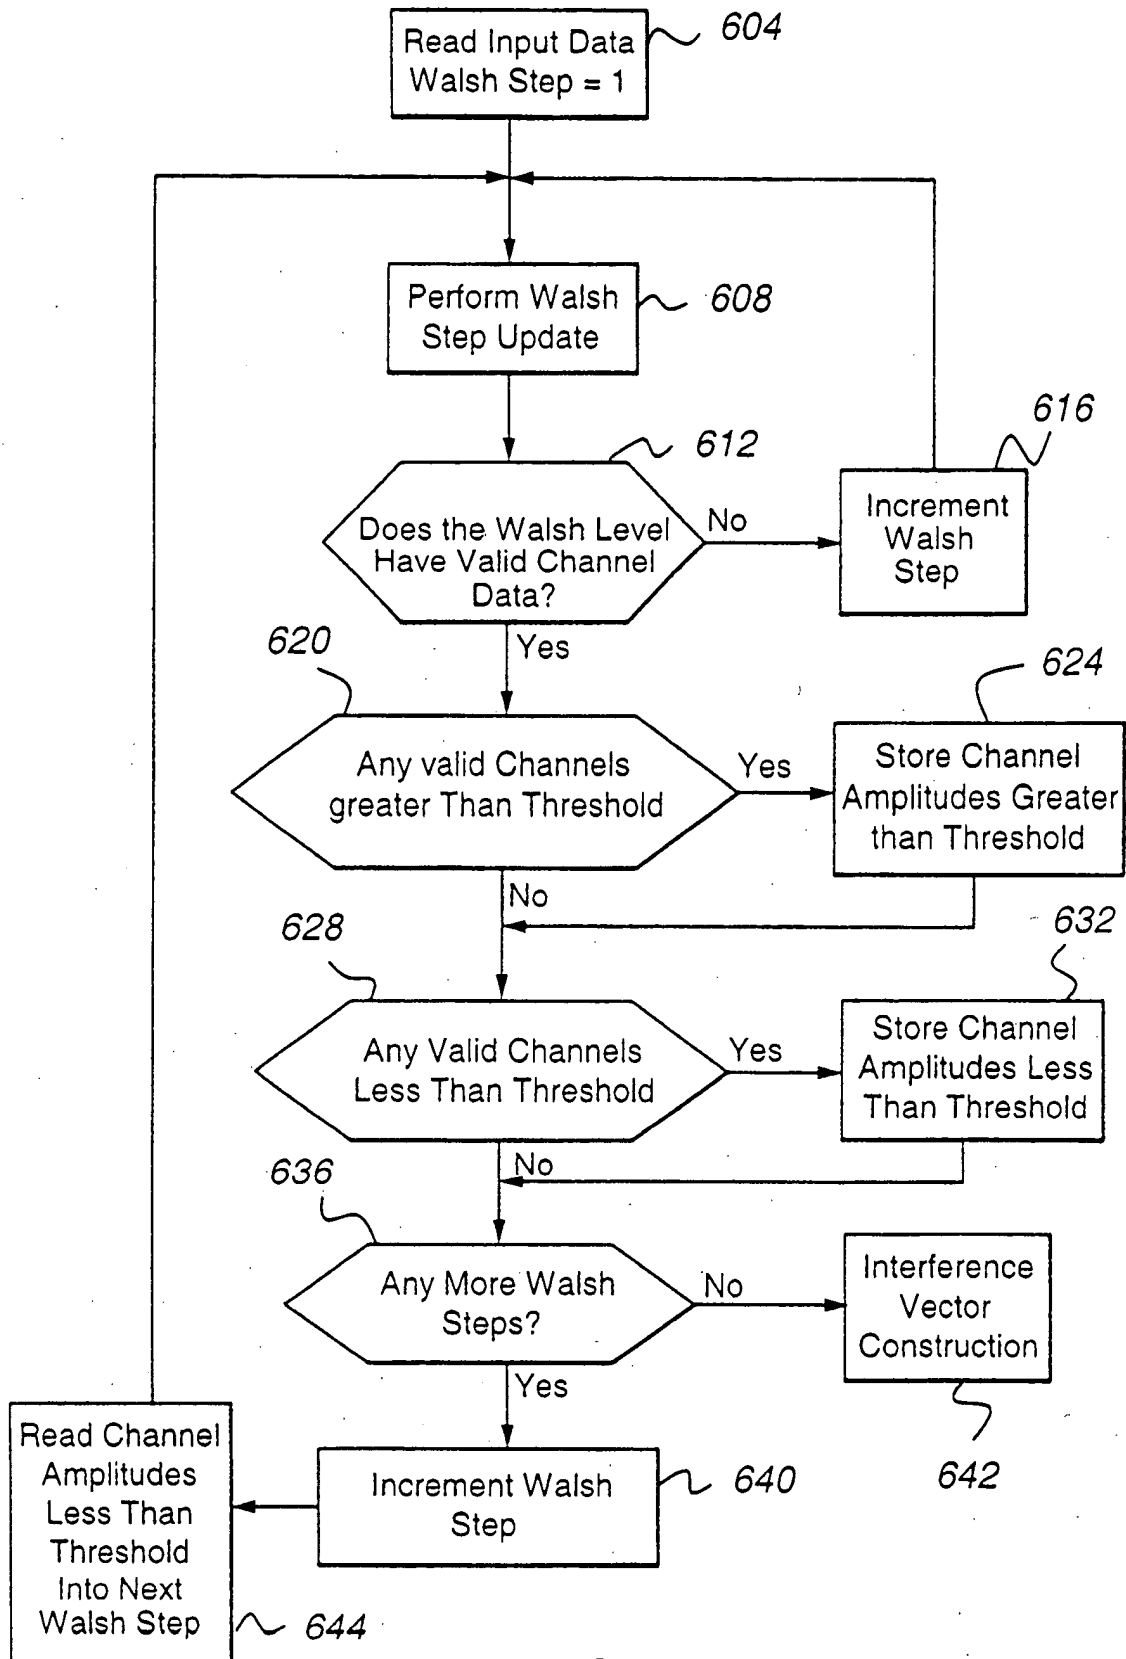 Read Input Data
Walsh Step = 1
604
Perform Walsh
Step Update
608
612
616
Does the Walsh Level
Have Valid Channel
Data?
No
Increment
Walsh
Step
Yes
620
624
Any valid Channels
greater Than Threshold
Yes
Store Channel
Amplitudes Greater
than Threshold
No
628
632
Any Valid Channels
Less Than Threshold
Yes
Store Channel
Amplitudes Less
Than Threshold
No
636
Any More Walsh
Steps?
No
Interference
Vector
Construction
642
Yes
Increment Walsh
Step
640
Read Channel
Amplitudes
Less Than
Threshold
Into Next
Walsh Step
644